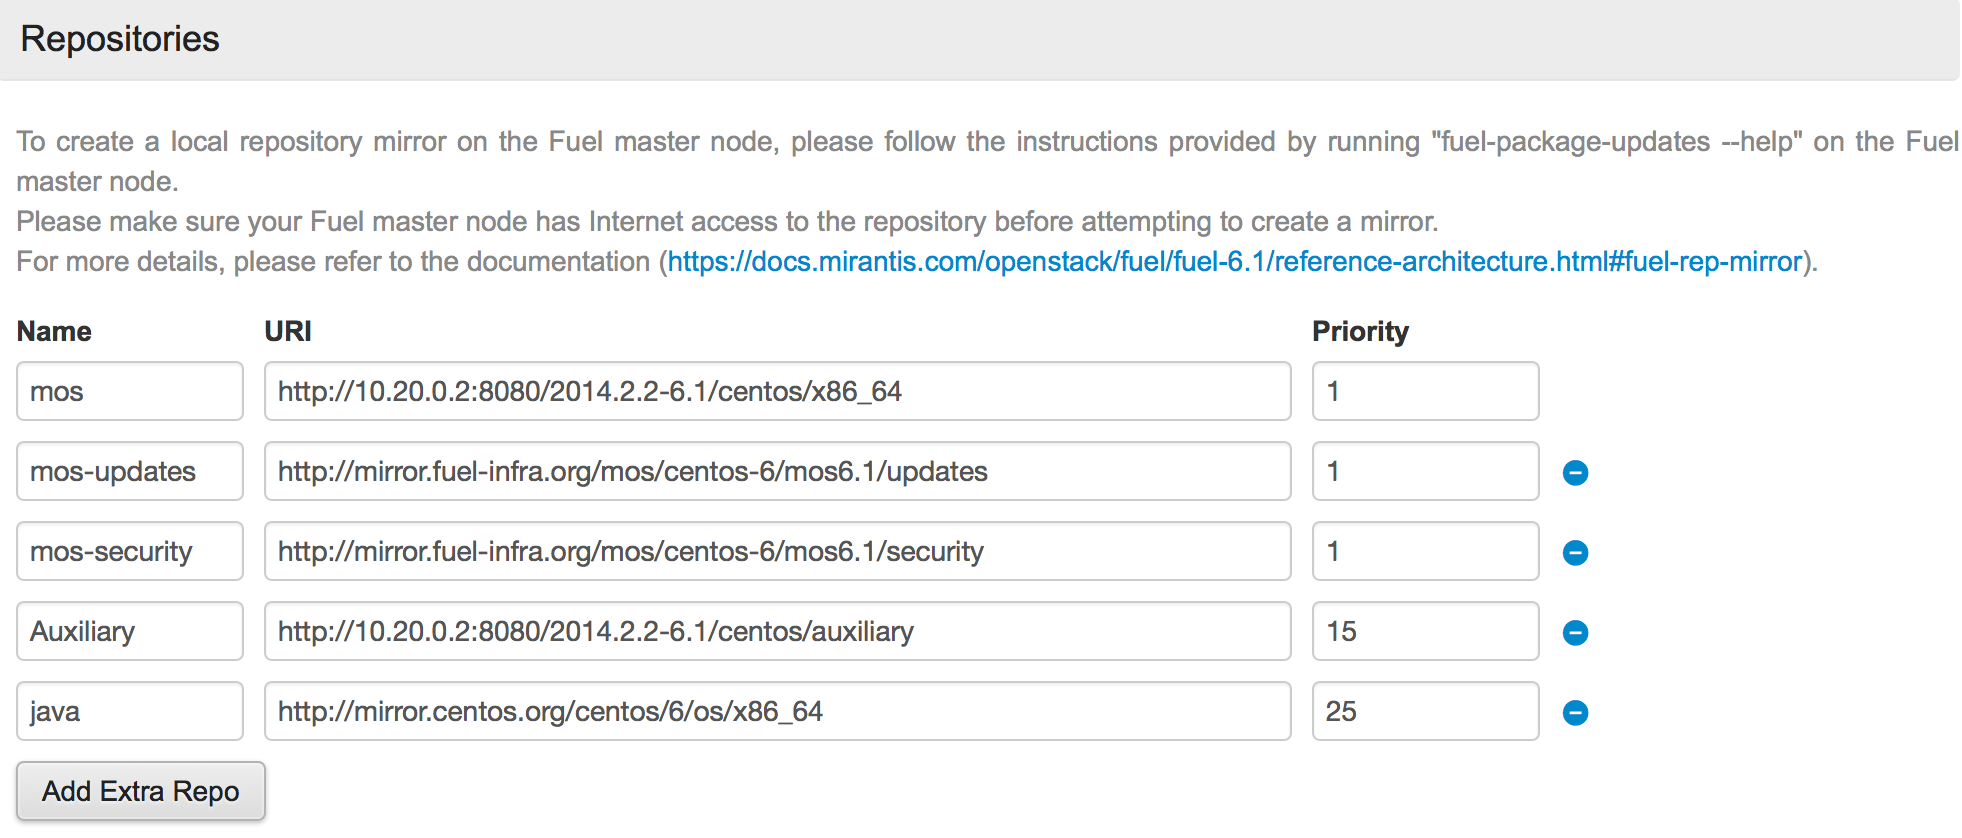 Repositories
To create a local repository mirror on the Fuel master node, please follow the instructions provided by running "fuel-package-updates --help" on the Fuel
master node.
Please make sure your Fuel master node has Internet access to the repository before attempting to create a mirror.
For more details, please refer to the documentation (https://docs.mirantis.com/openstack/fuel/fuel-6.1/reference-architecture.html#fuel-rep-mirror).
Name URI Priority
mos http://10.20.0.2:8080/2014.2.2-6.1/centos/x86_64 1
mos-updates http://mirror.fuel-infra.org/mos/centos-6/mos6.1/updates 1
mos-security http://mirror.fuel-infra.org/mos/centos-6/mos6.1/security 1
Auxiliary http://10.20.0.2:8080/2014.2.2-6.1/centos/auxiliary 15
java http://mirror.centos.org/centos/6/os/x86_64 25
Add Extra Repo